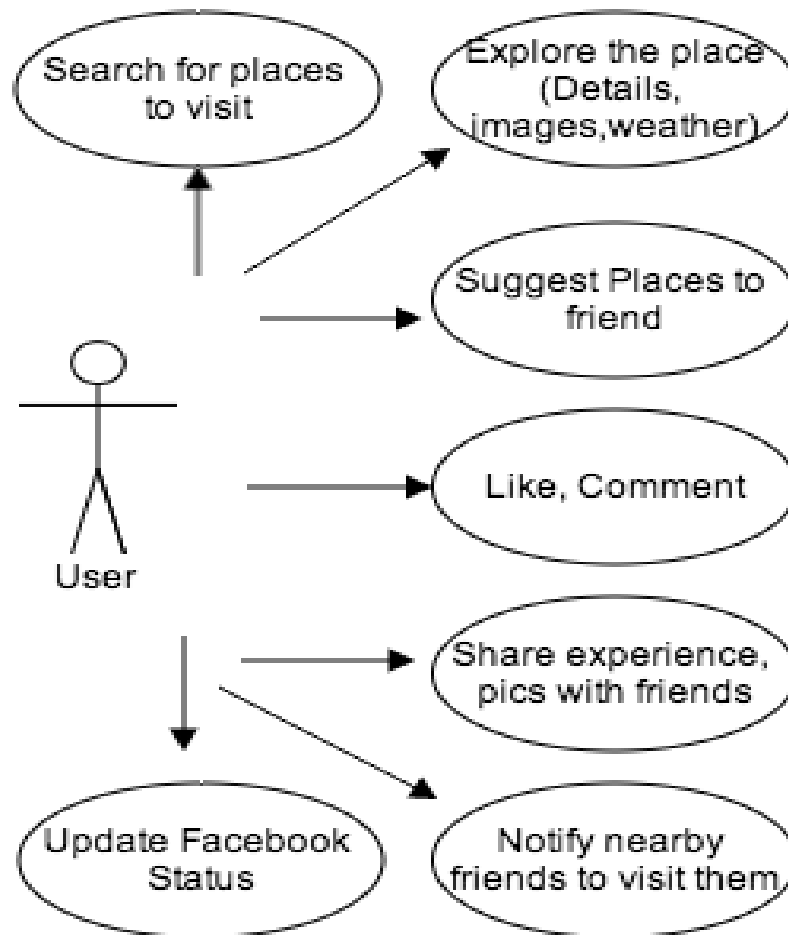 Search for places
to visit
Explore the place
(Details,
images,weather)
Suggest Places to
friend
Like, Comment
User
Share experience,
pics with friends
Update Facebook
Status
Notify nearby
friends to visit them